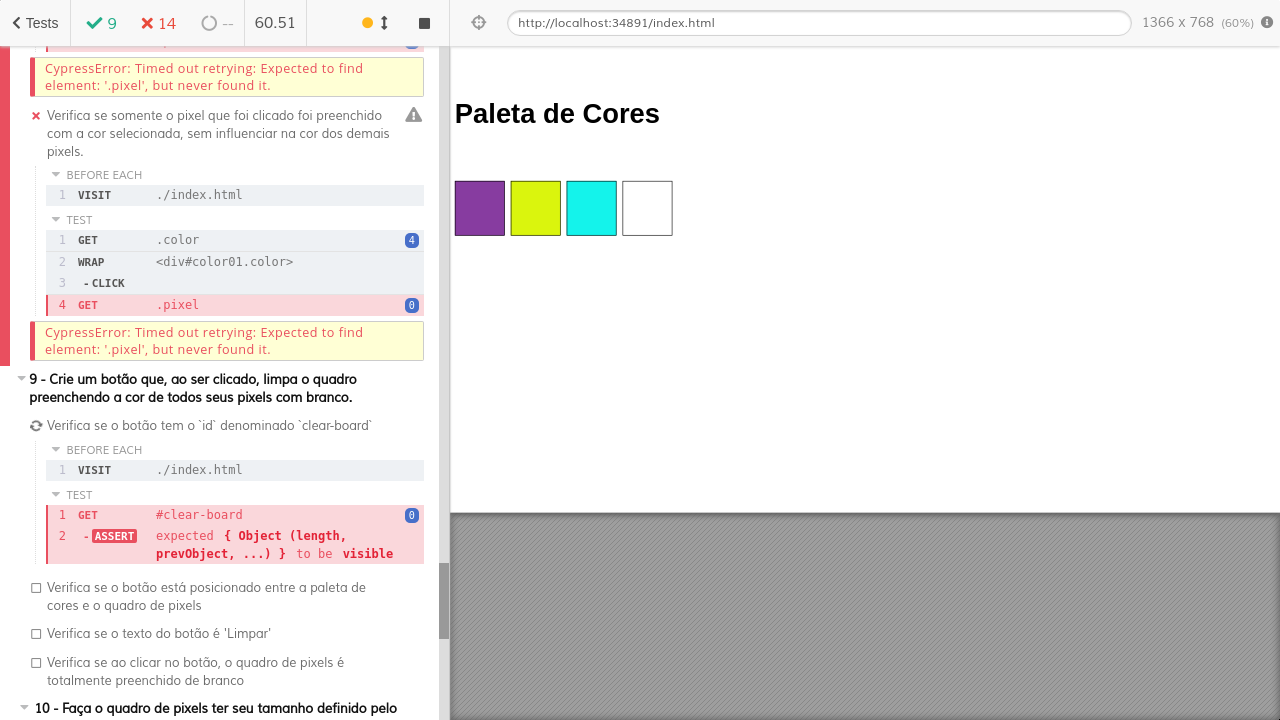 Tests
9
14
--
60.51
http://localhost:34891/index.html
1366 x 768 (60%)
CypressError: Timed out retrying: Expected to find
element: '.pixel', but never found it.
Verifica se somente o pixel que foi clicado foi preenchido
com a cor selecionada, sem influenciar na cor dos demais
pixels.
BEFORE EACH
1 VISIT ./index.html
TEST
1 GET .color 4
2 WRAP <div#color01.color>
3 - CLICK
4 GET .pixel 0
CypressError: Timed out retrying: Expected to find
element: '.pixel', but never found it.
9 - Crie um botão que, ao ser clicado, limpa o quadro
preenchendo a cor de todos seus pixels com branco.
Verifica se o botão tem o `id` denominado `clear-board`
BEFORE EACH
1 VISIT ./index.html
TEST
1 GET #clear-board 0
2 - ASSERT expected { Object (length,
prevObject, ...) } to be visible
Verifica se o botão está posicionado entre a paleta de
cores e o quadro de pixels
Verifica se o texto do botão é 'Limpar'
Verifica se ao clicar no botão, o quadro de pixels é
totalmente preenchido de branco
10 - Faça o quadro de pixels ter seu tamanho definido pelo
Paleta de Cores